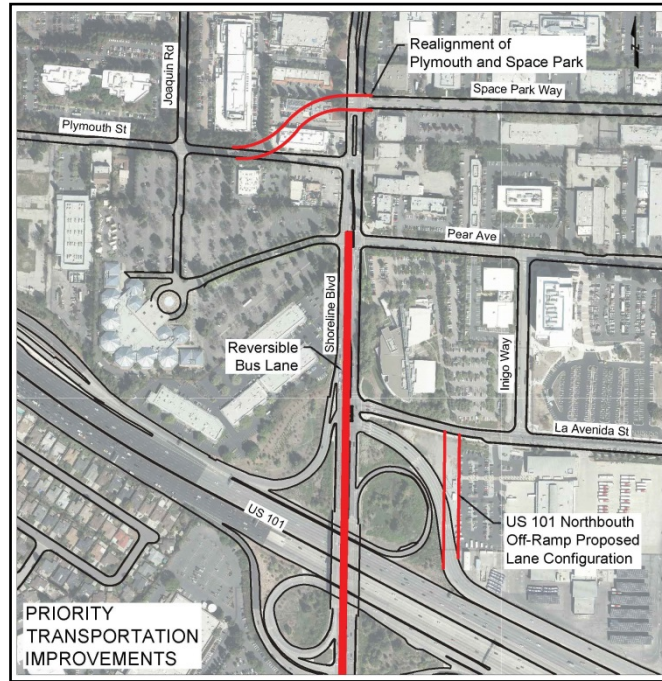 Realignment of
Plymouth and Space Park
Joaquin Rd
Space Park Way
Plymouth St
Pear Ave
Shoreline Blvd
Reversible
Bus Lane
Inigo Way
La Avenida St
US 101
US 101 Northbouth
Off-Ramp Proposed
Lane Configuration
PRIORITY
TRANSPORTATION
IMPROVEMENTS